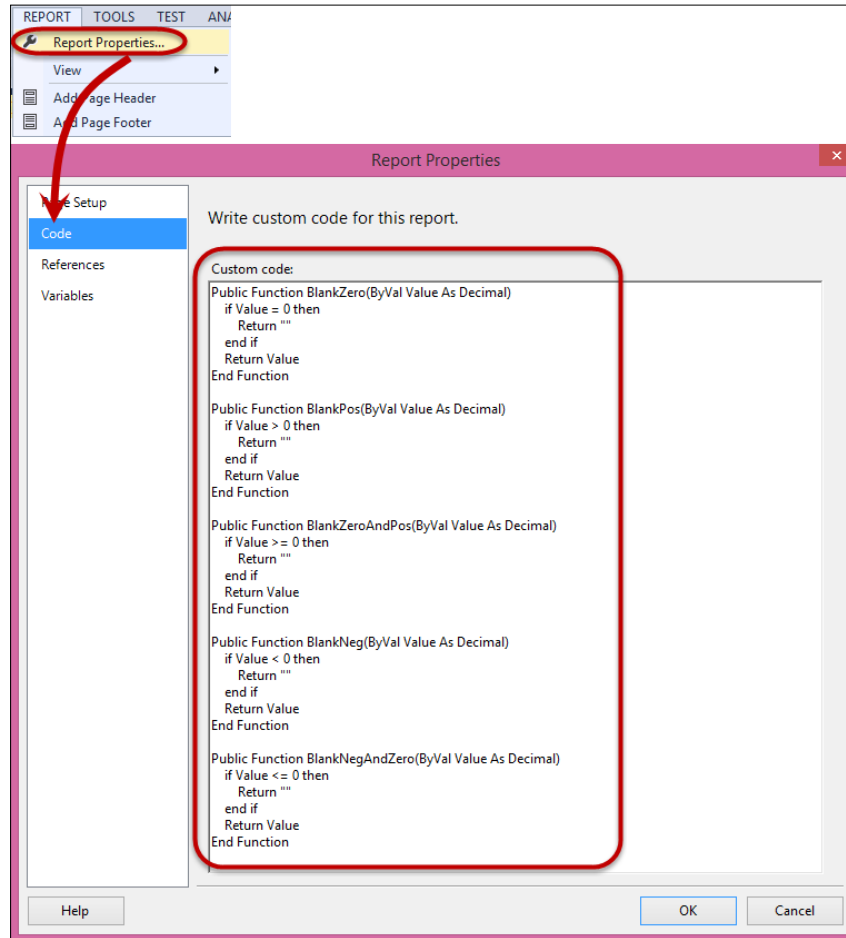 REPORT TOOLS TEST
Report Properties...
View
Add Page Header
Add Page Footer
Report Properties
Page Setup
Code
References
Variables
Write custom code for this report.
Custom code:
Public Function BlankZero(ByVal Value As Decimal)
if Value = 0 then
Return ""
end if
Return Value
End Function
Public Function BlankPos(ByVal Value As Decimal)
if Value > 0 then
Return ""
end if
Return Value
End Function
Public Function BlankZeroAndPos(ByVal Value As Decimal)
if Value >= 0 then
Return ""
end if
Return Value
End Function
Public Function BlankNeg(ByVal Value As Decimal)
if Value < 0 then
Return ""
end if
Return Value
End Function
Public Function BlankNegAndZero(ByVal Value As Decimal)
if Value <= 0 then
Return ""
end if
Return Value
End Function
Help
OK
Cancel